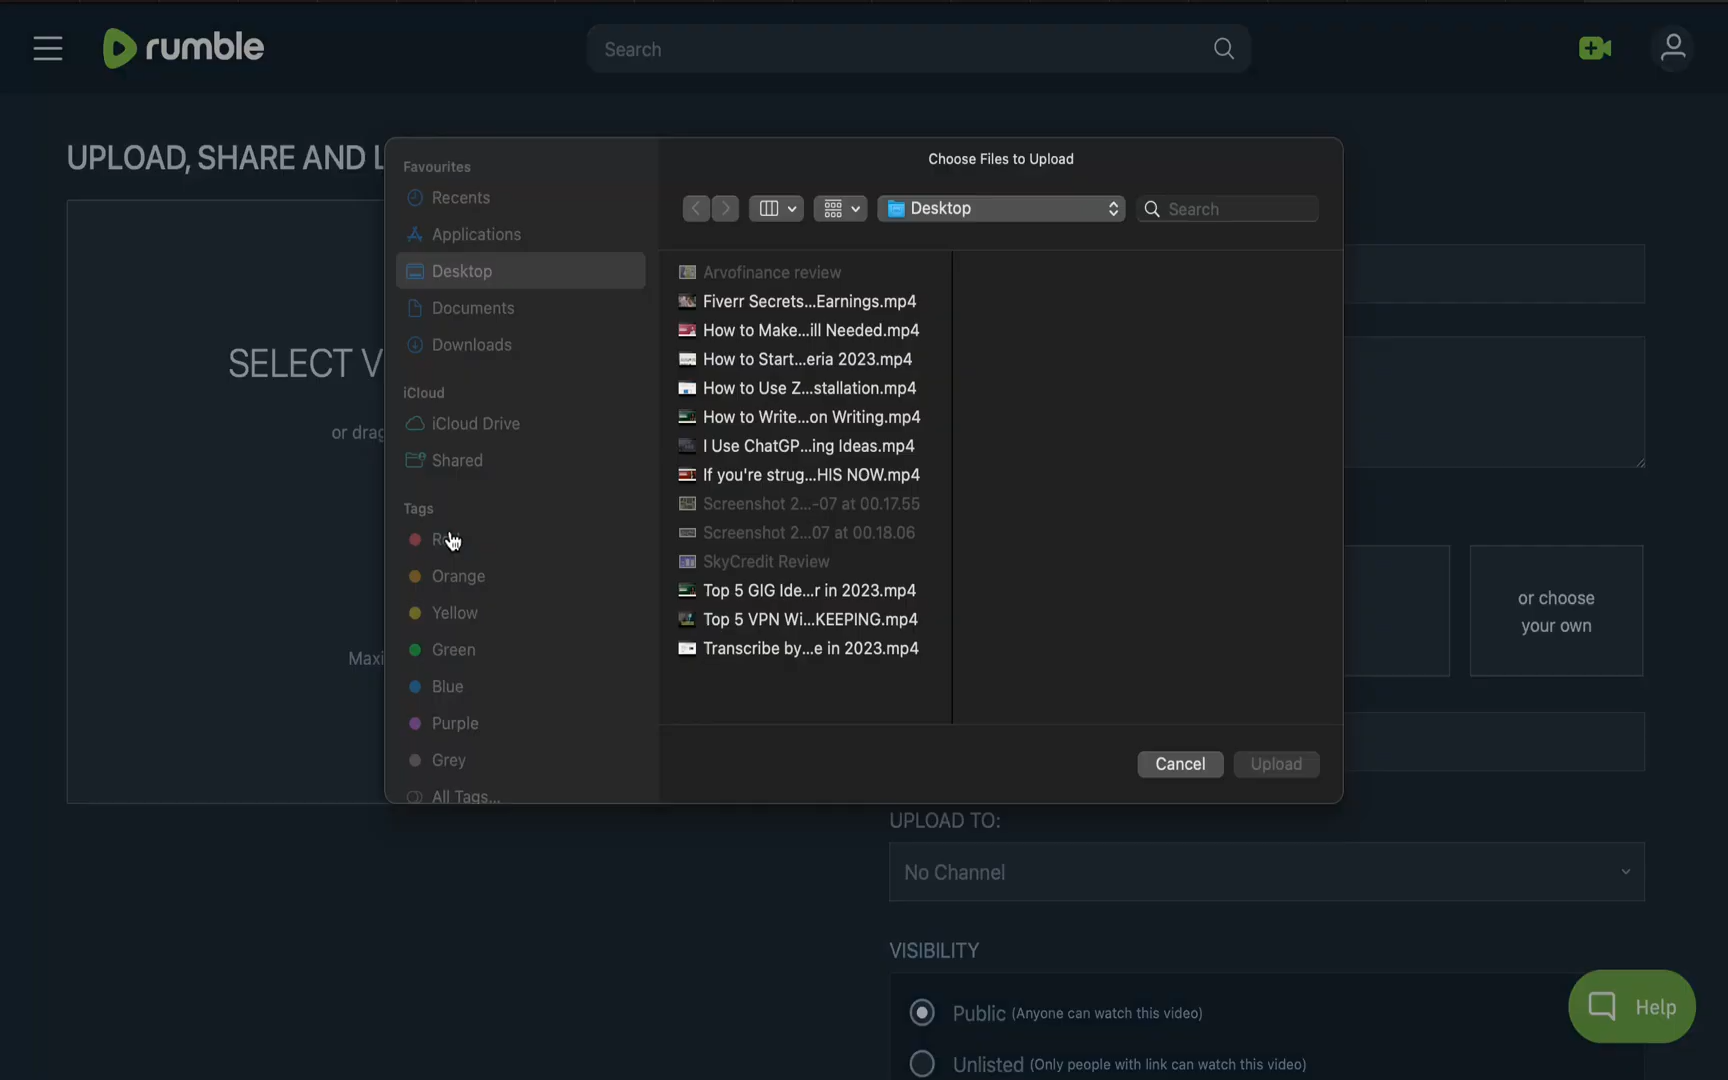 rumble
Search
UPLOAD, SHARE AND L
SELECT V
or drag
Maxi
Favourites
Recents
Applications
Desktop
Documents
Downloads
iCloud
iCloud Drive
Shared
Tags
Orange
Yellow
Green
Blue
Purple
Grey
All Tags...
Choose Files to Upload
Desktop
Search
Arvofinance review
Fiverr Secrets...Earnings.mp4
How to Make...ill Needed.mp4
How to Start...eria 2023.mp4
How to Use Z...stallation.mp4
How to Write...on Writing.mp4
I Use ChatGP...ing Ideas.mp4
If you're strug...HIS NOW.mp4
Screenshot 2...-07 at 00.17.55
Screenshot 2...07 at 00.18.06
SkyCredit Review
Top 5 GIG Ide...r in 2023.mp4
Top 5 VPN Wi...KEEPING.mp4
Transcribe by...e in 2023.mp4
Cancel
Upload
or choose
your own
UPLOAD TO:
No Channel
VISIBILITY
Public (Anyone can watch this video)
Unlisted (Only people with link can watch this video)
Help